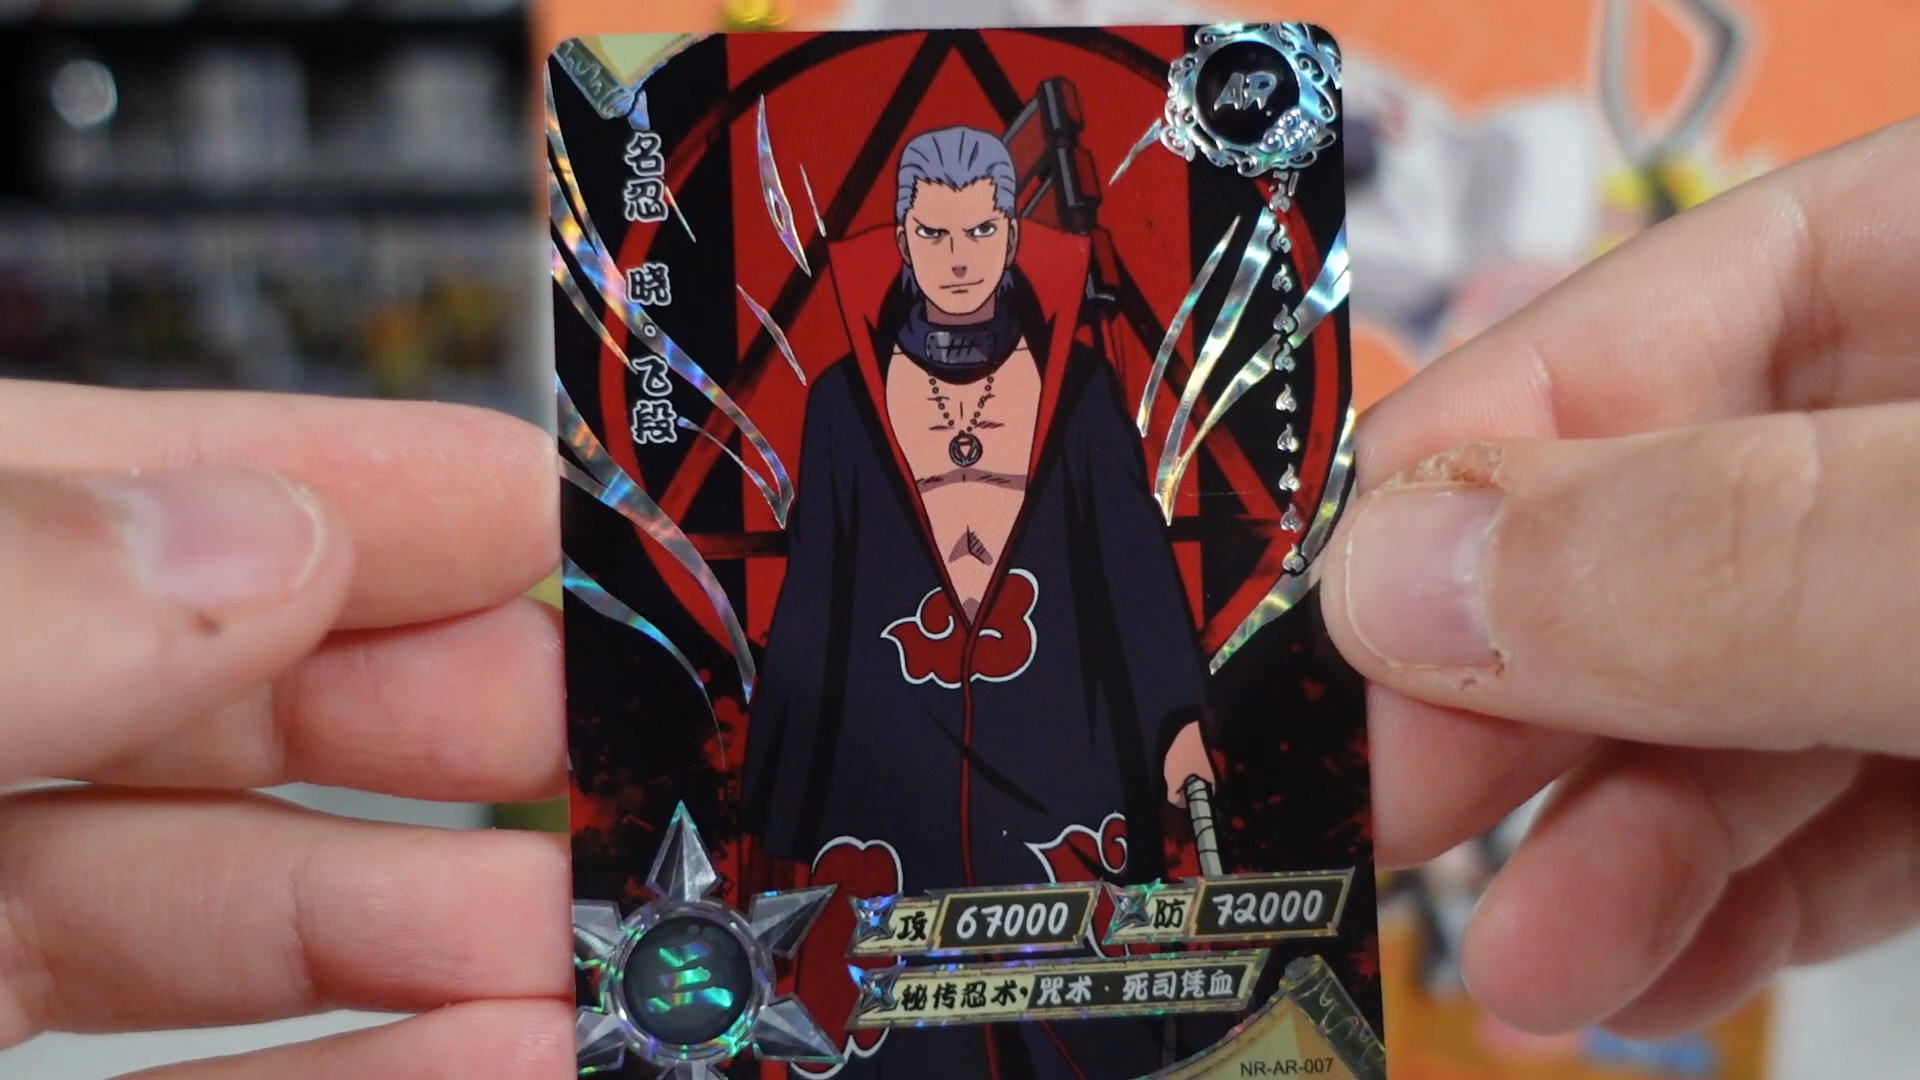 AR
名忍 晓·飞段
攻 67000
防 72000
秘传忍术，咒术·死司凭血
三
NR-AR-007